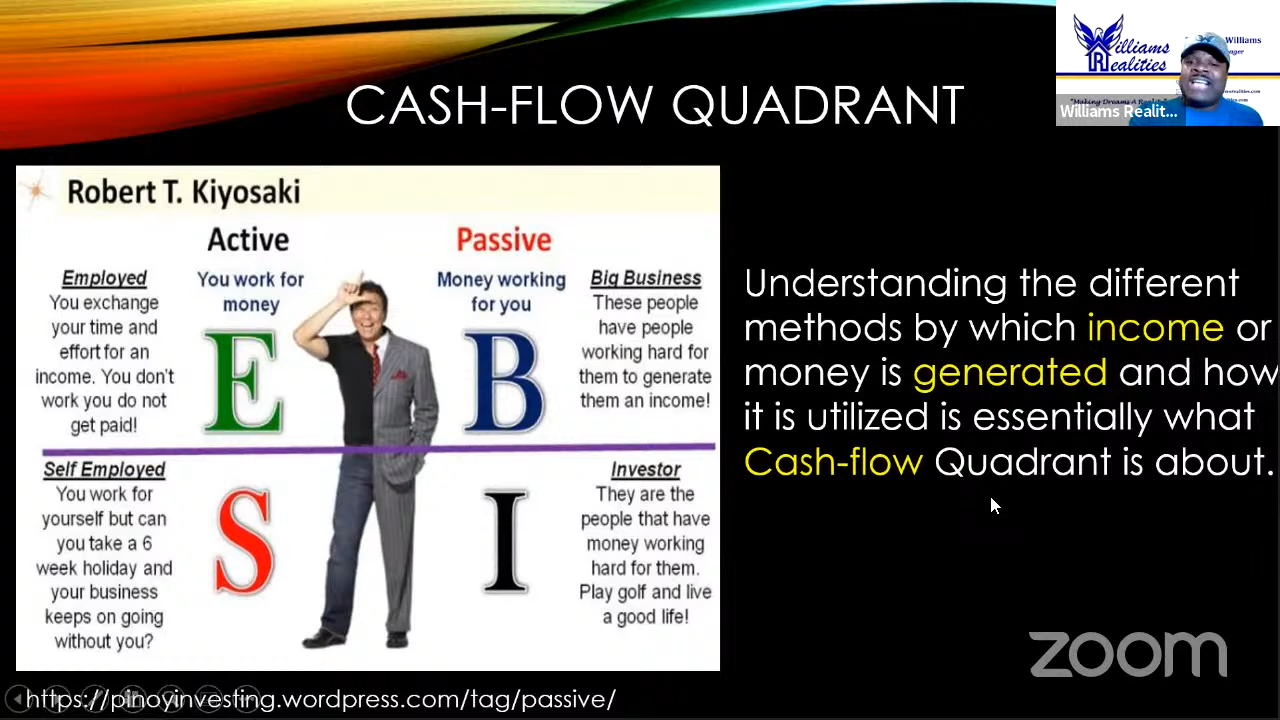 CASH-FLOW QUADRANT
Williams
Realities
Williams
"Making Dreams A
Williams Realit...
Robert T. Kiyosaki
Active
Passive
Employed
You exchange
your time and
effort for an
income. You don't
work you do not
get paid!
You work for
money
Money working
for you
Big Business
These people
have people
working hard for
them to generate
them an income!
E
B
Self Employed
You work for
yourself but can
you take a 6
week holiday and
your business
keeps on going
without you?
S
I
Investor
They are the
people that have
money working
hard for them.
Play golf and live
a good life!
Understanding the different
methods by which income or
money is generated and how
it is utilized is essentially what
Cash-flow Quadrant is about.
zoom
https://pinoyinvesting.wordpress.com/tag/passive/